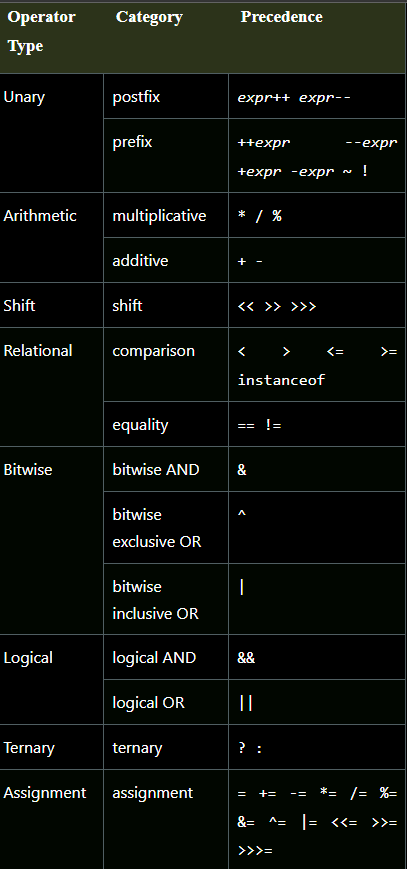 Operator Type Category Precedence
Unary postfix expr++ expr--
prefix ++expr --expr
+expr -expr ~ !
Arithmetic multiplicative * / %
additive + -
Shift shift << >> >>>
Relational comparison < > <= >=
instanceof
equality == !=
Bitwise bitwise AND &
bitwise exclusive OR ^
bitwise inclusive OR |
Logical logical AND &&
logical OR ||
Ternary ternary ? :
Assignment assignment = += -= *= /= %=
&= ^= |= <<= >>=
>>>=